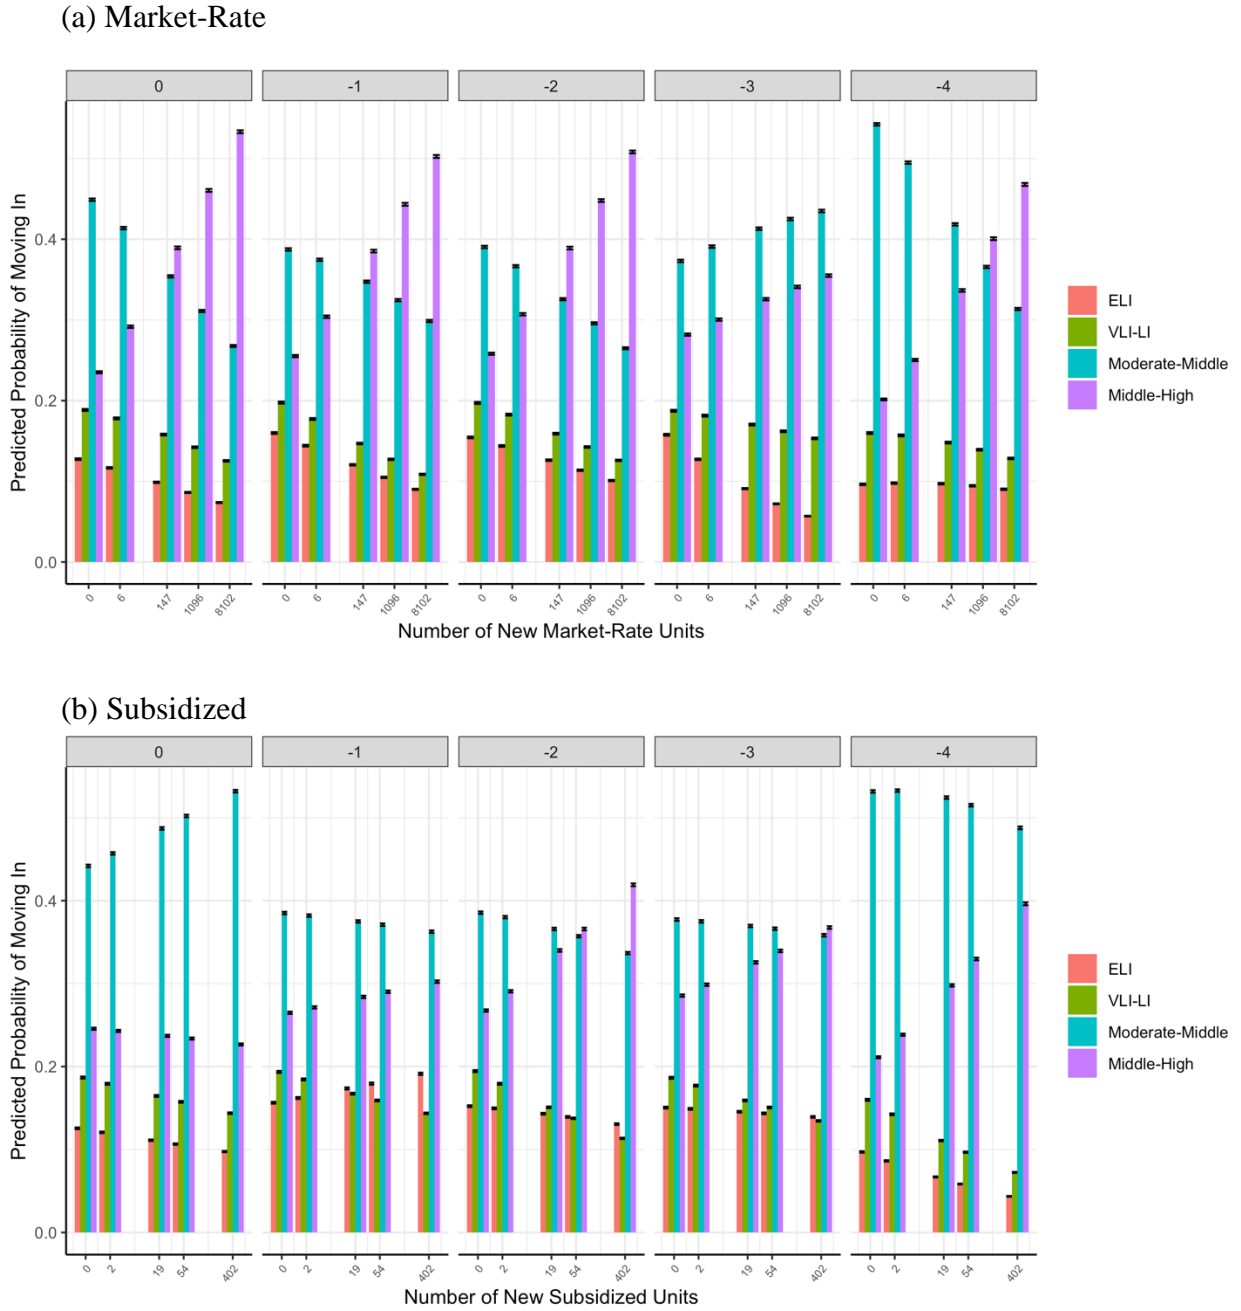 (a) Market-Rate
0 -1 -2 -3 -4
Predicted Probability of Moving In
0.4
0.2
0.0
0 6 147 1096 8102 0 6 147 1096 8102 0 6 147 1096 8102 0 6 147 1096 8102 0 6 147 1096 8102
Number of New Market-Rate Units
ELI
VLI-LI
Moderate-Middle
Middle-High
(b) Subsidized
0 -1 -2 -3 -4
Predicted Probability of Moving In
0.4
0.2
0.0
0 2 19 54 402 0 2 19 54 402 0 2 19 54 402 0 2 19 54 402 0 2 19 54 402
Number of New Subsidized Units
ELI
VLI-LI
Moderate-Middle
Middle-High